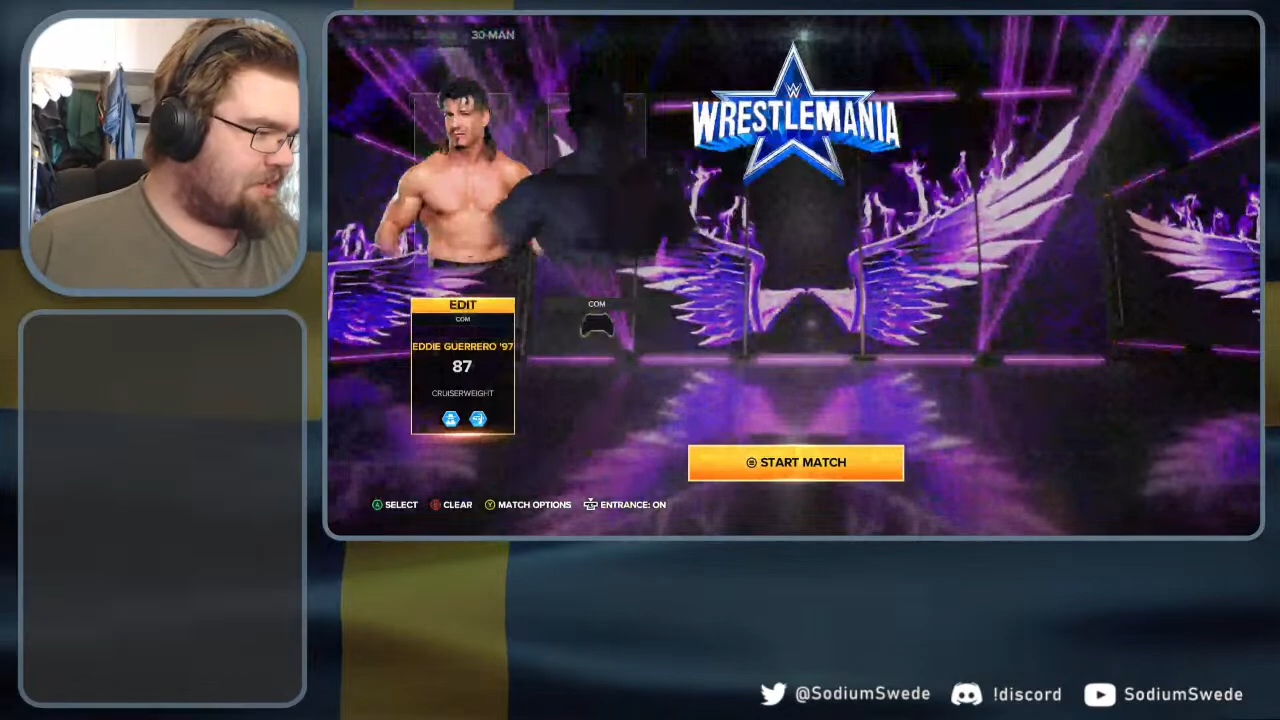 30-MAN
W
WRESTLEMANIA
EDIT
COM
EDDIE GUERRERO '97
87
CRUISERWEIGHT
COM
START MATCH
A SELECT
CLEAR
Y MATCH OPTIONS
ENTRANCE: ON
@SodiumSwede
!discord
SodiumSwede